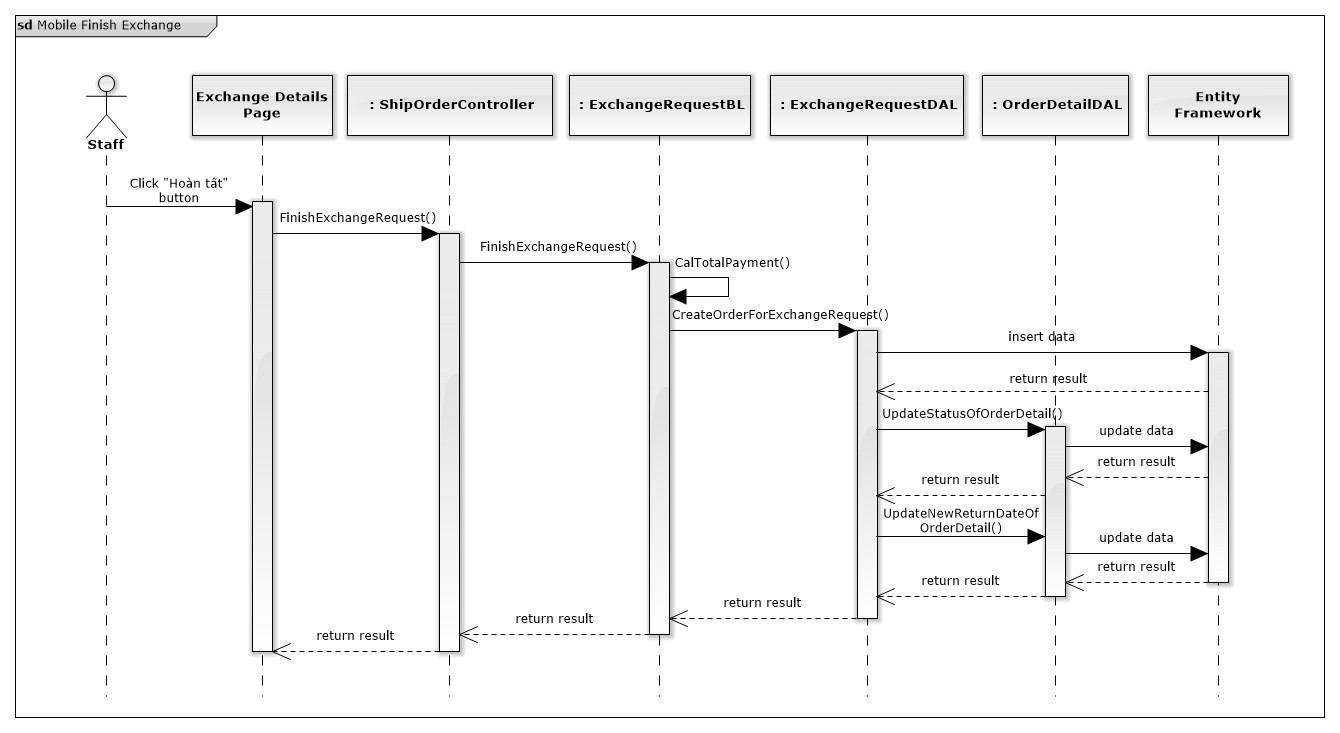 sd Mobile Finish Exchange
Exchange Details
Page
: ShipOrderController
: ExchangeRequestBL
: ExchangeRequestDAL
: OrderDetailDAL
Entity
Framework
Staff
Click "Hoàn tất"
button
FinishExchangeRequest()
FinishExchangeRequest()
CalTotalPayment()
CreateOrderForExchangeRequest()
insert data
return result
UpdateStatusOfOrderDetail()
update data
return result
return result
UpdateNewReturnDateOf
OrderDetail()
update data
return result
return result
return result
return result
return result